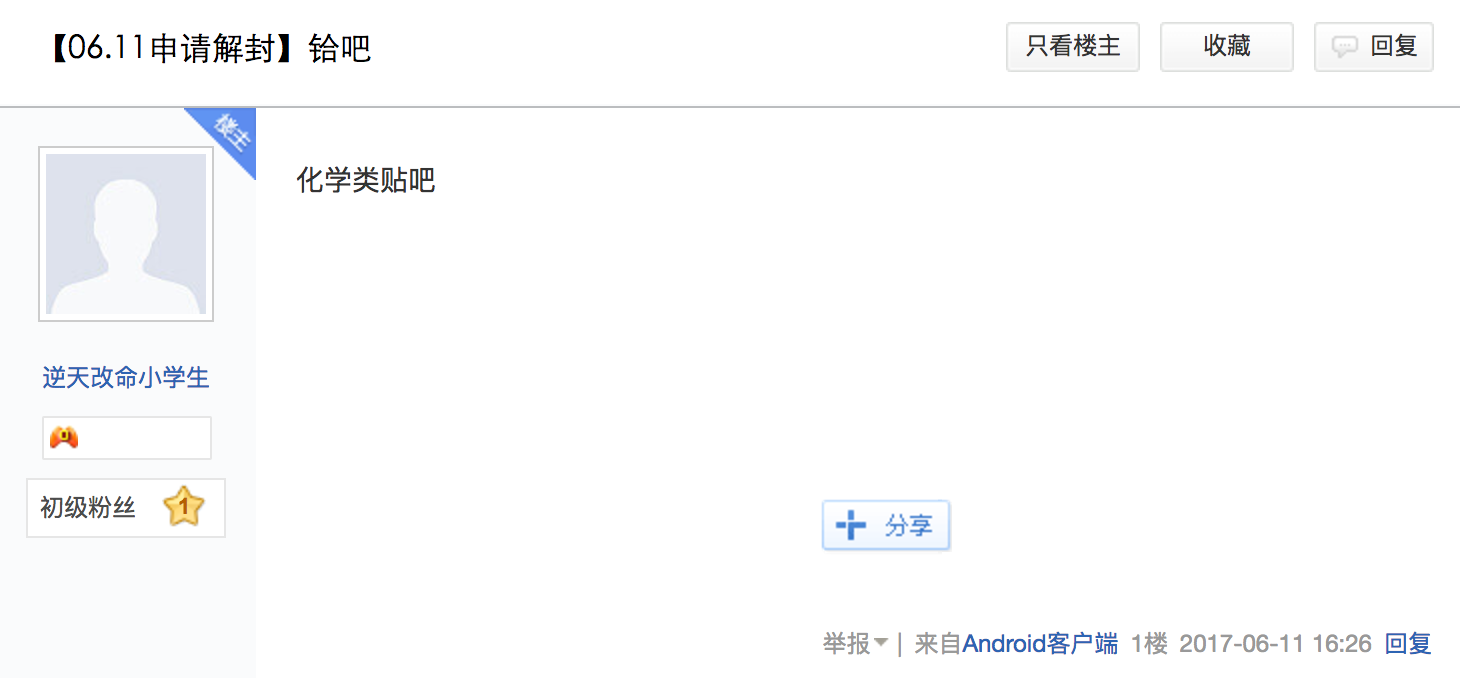 【06.11申请解封】铪吧
只看楼主
收藏
回复
楼主
化学类贴吧
逆天改命小学生
初级粉丝 1
分享
举报 | 来自Android客户端 1楼 2017-06-11 16:26 回复